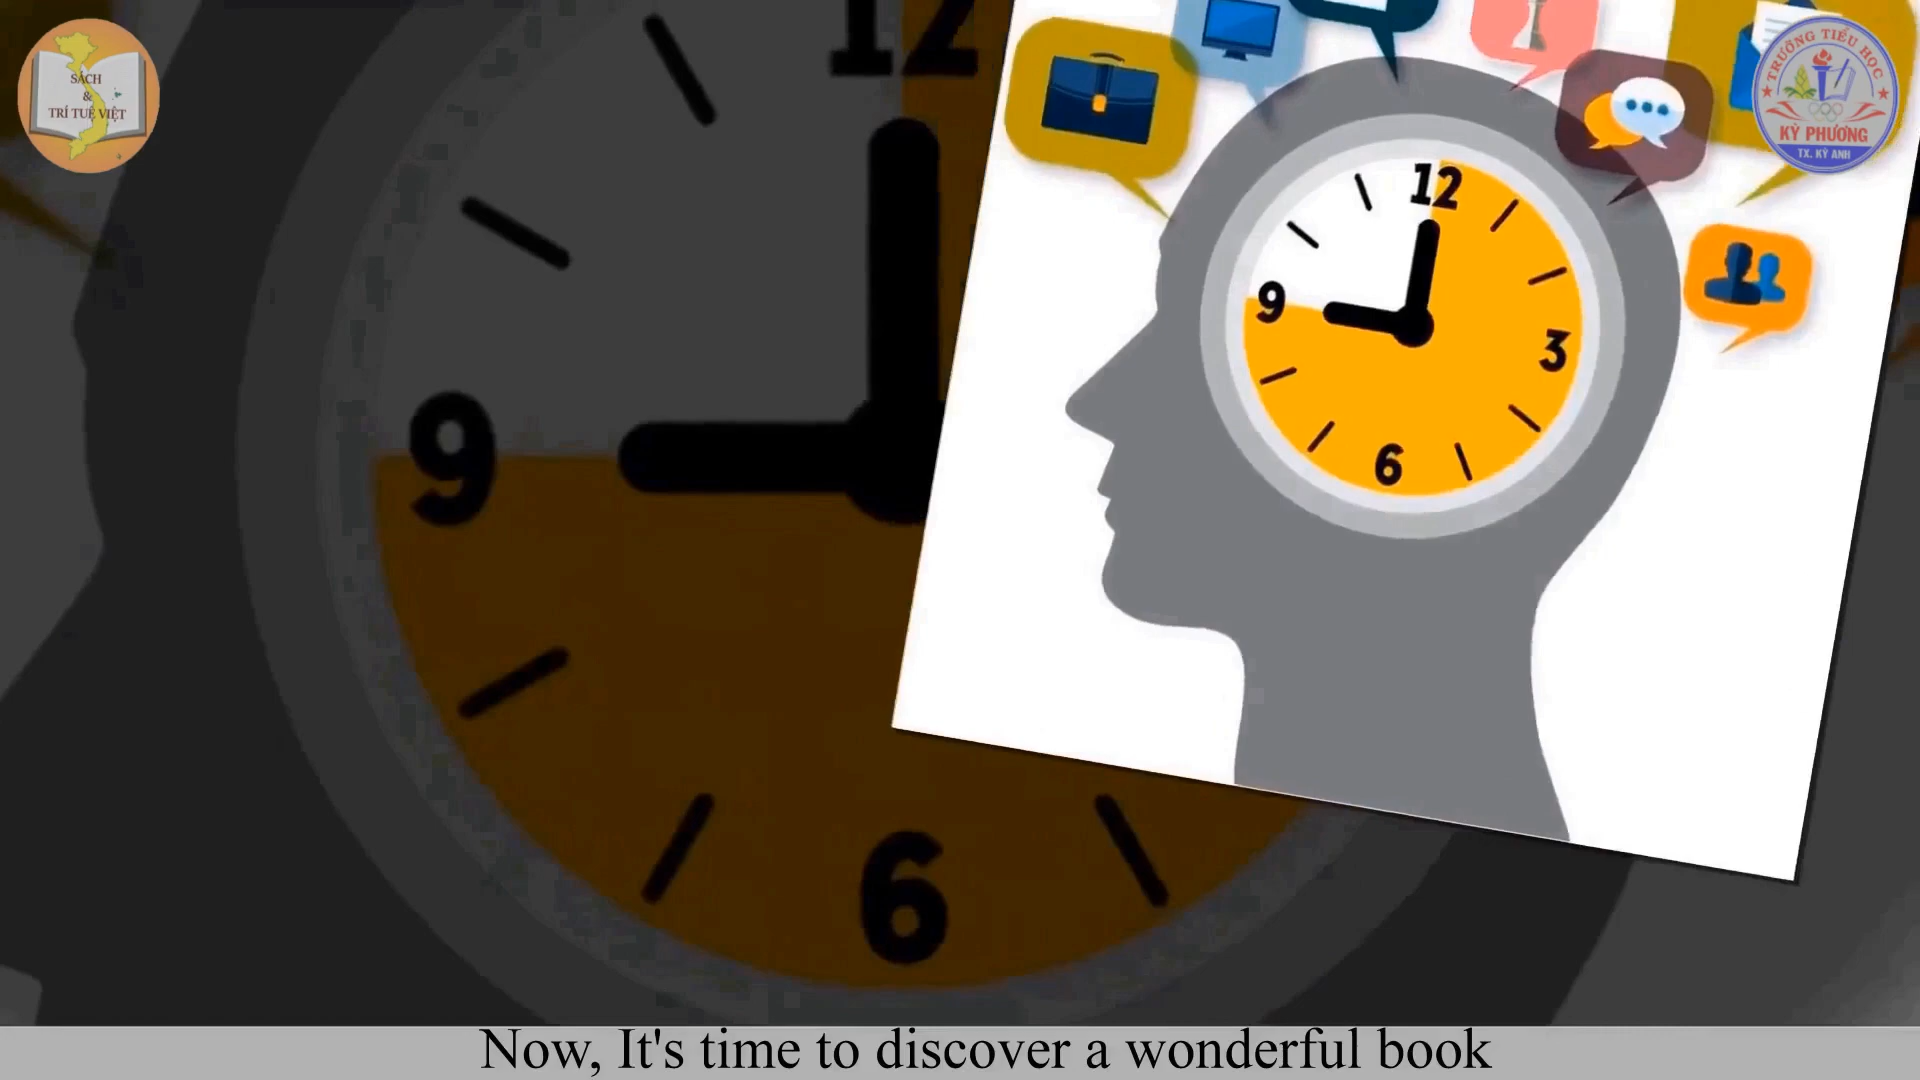 SÁCH
&
TRÍ TUỆ VIỆT
12
9
6
12
9
3
6
TRƯỜNG TIỂU HỌC
KỲ PHƯƠNG
TX. KỲ ANH
Now, It's time to discover a wonderful book